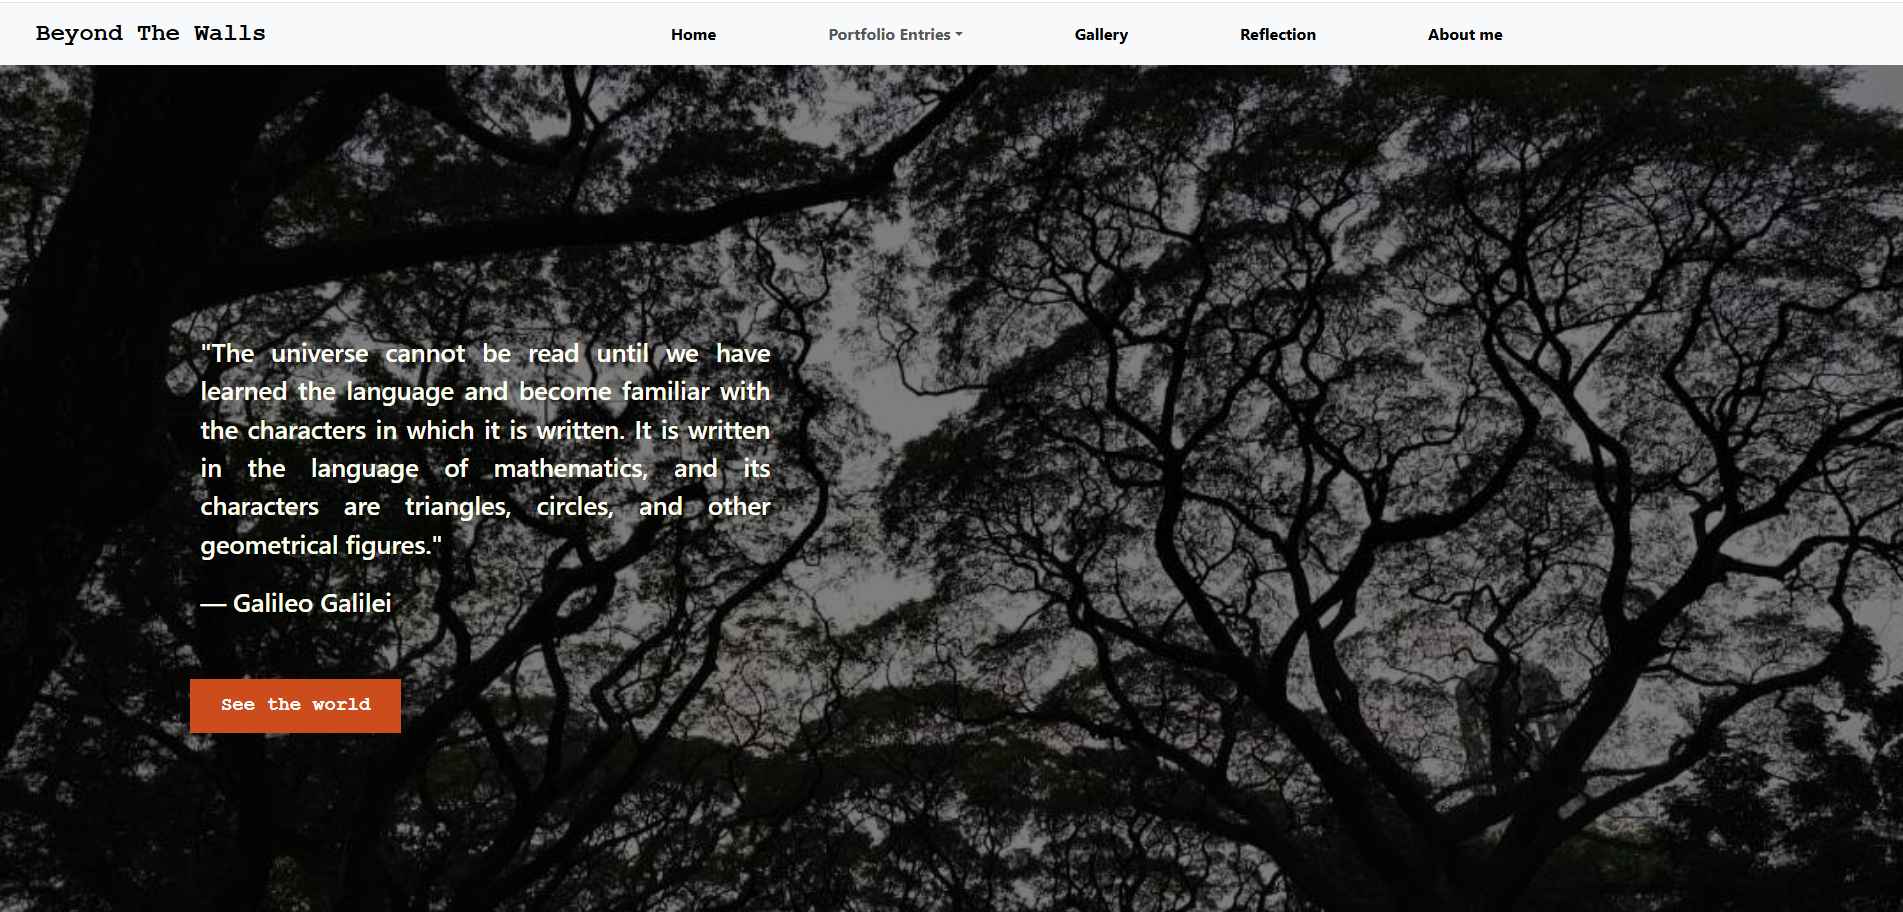 Beyond The Walls
Home
Portfolio Entries
Gallery
Reflection
About me
"The universe cannot be read until we have
learned the language and become familiar with
the characters in which it is written. It is written
in the language of mathematics, and its
characters are triangles, circles, and other
geometrical figures."
— Galileo Galilei
See the world